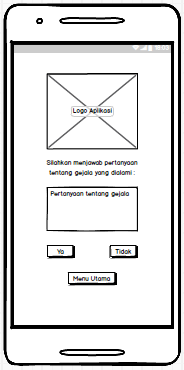 Logo Aplikasi
Silahkan menjawab pertanyaan
tentang gejala yang dialami :
Pertanyaan tentang gejala
Ya
Tidak
Menu Utama